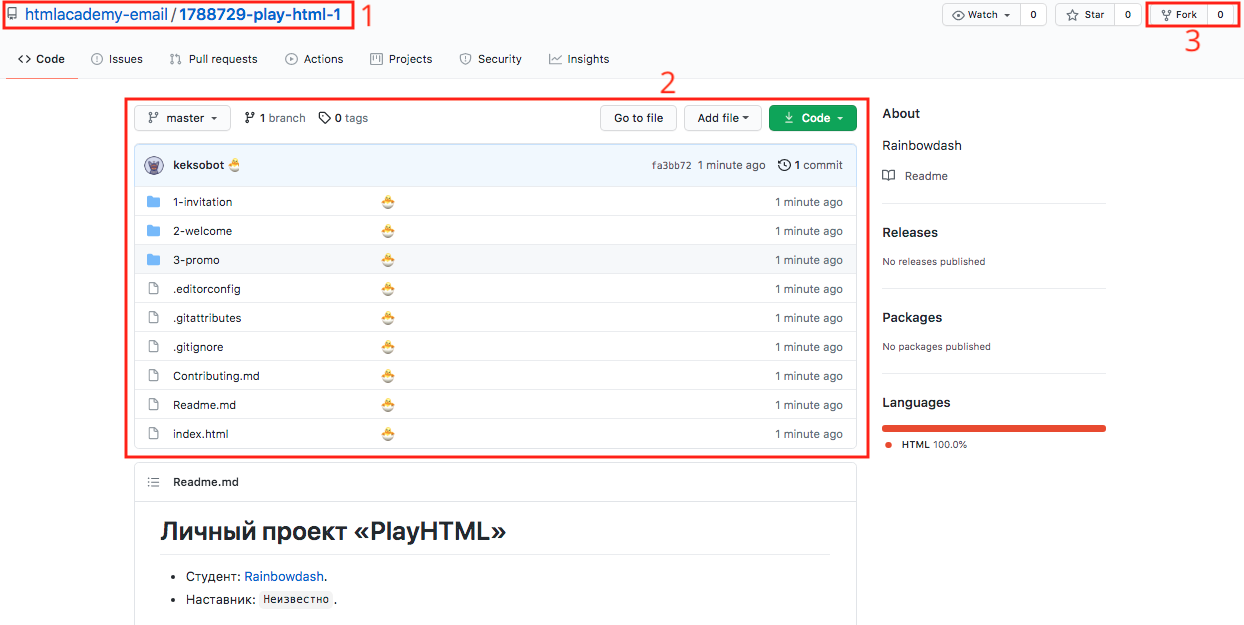 htmlacademy-email / 1788729-play-html-1 1 Watch 0 Star 0 Fork 0
3
<> Code Issues Pull requests Actions Projects Security Insights
2
master 1 branch 0 tags Go to file Add file Code
keksobot 🐣 fa3bb72 1 minute ago 1 commit
1-invitation 🐣 1 minute ago
2-welcome 🐣 1 minute ago
3-promo 🐣 1 minute ago
.editorconfig 🐣 1 minute ago
.gitattributes 🐣 1 minute ago
.gitignore 🐣 1 minute ago
Contributing.md 🐣 1 minute ago
Readme.md 🐣 1 minute ago
index.html 🐣 1 minute ago
About
Rainbowdash
Readme
Releases
No releases published
Packages
No packages published
Languages
HTML 100.0%
Readme.md
Личный проект «PlayHTML»
• Студент: Rainbowdash.
• Наставник: Неизвестно .